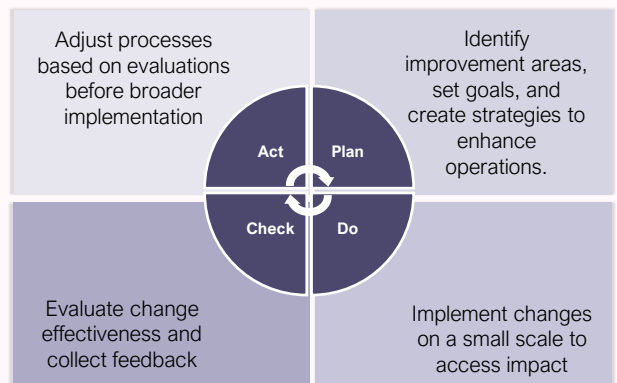 Adjust processes
based on evaluations
before broader
implementation
Identify
improvement areas,
set goals, and
create strategies to
enhance
operations.
Act
Plan
Check
Do
Evaluate change
effectiveness and
collect feedback
Implement changes
on a small scale to
access impact